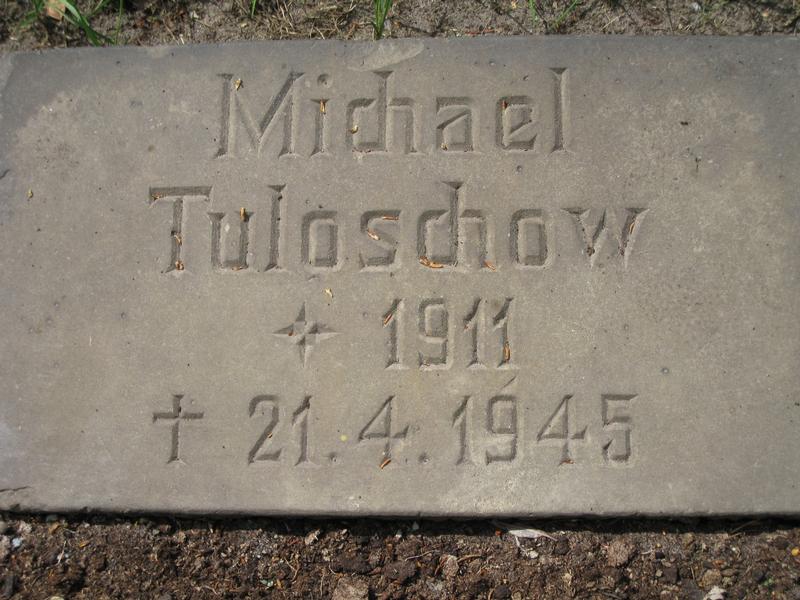 Michael
Tuloschow
✦ 1911
† 21.4.1945